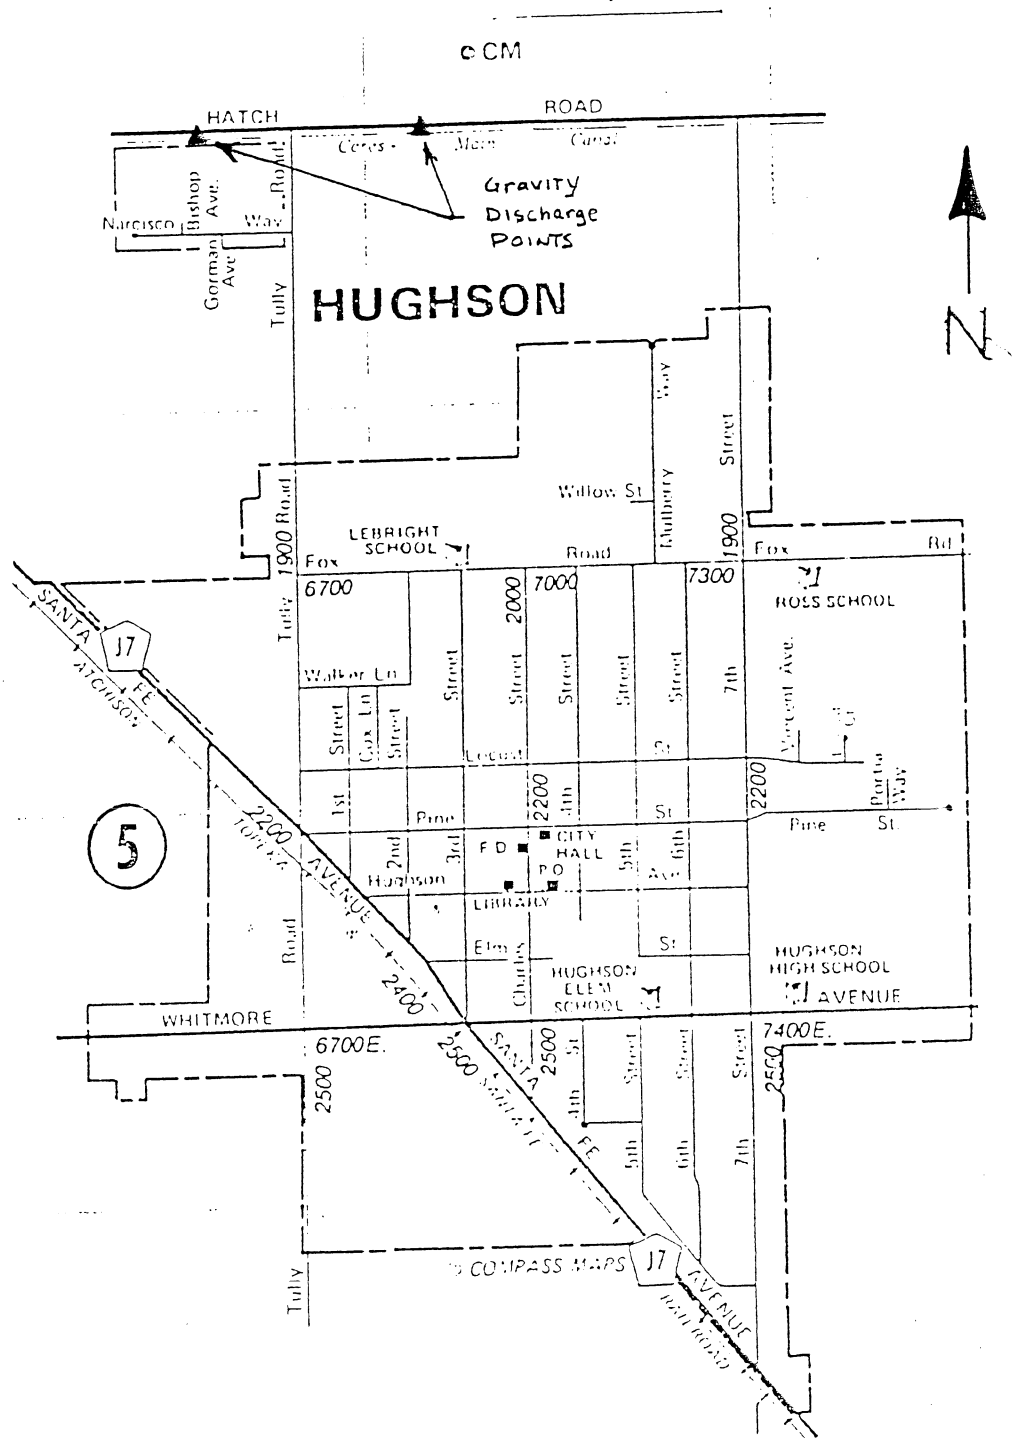 CM
HATCH ROAD
Ceres - Main Canal
Gravity
Discharge
POINTS
Road
Bishop
Ave.
Narcisco Way
Gorman
Ave
Tully
HUGHSON
N
Way
Street
Willow St
Mulberry
1900 Road
1900
LEBRIGHT
SCHOOL
Fox Road Fox Rd
6700 7000 7300
2000
ROSS SCHOOL
Tully
SANTA FE AVENUE
J7
ATCHISON
TOPEKA
Walker Ln
Street
Cox Ln
Street
Street
Street
Street
Street
Street
7th
Vincent Ave.
Ct
Locust St
2200
2200
Portia
Way
1st
2nd
3rd
4th
5th
6th
Pine St Pine St.
5
2200
F D
CITY
HALL
P O
Hughson Ave
LIBRARY
Road
Elm St
Charles
2400
HUGHSON
ELEM
SCHOOL
HUGHSON
HIGH SCHOOL
WHITMORE AVENUE
6700E. 7400E.
2500
2500
2500
2500
SANTA FE AVENUE
SANTA FE
4th St
5th Street
6th Street
7th Street
COMPASS MAPS
J7
RAILROAD
Tully